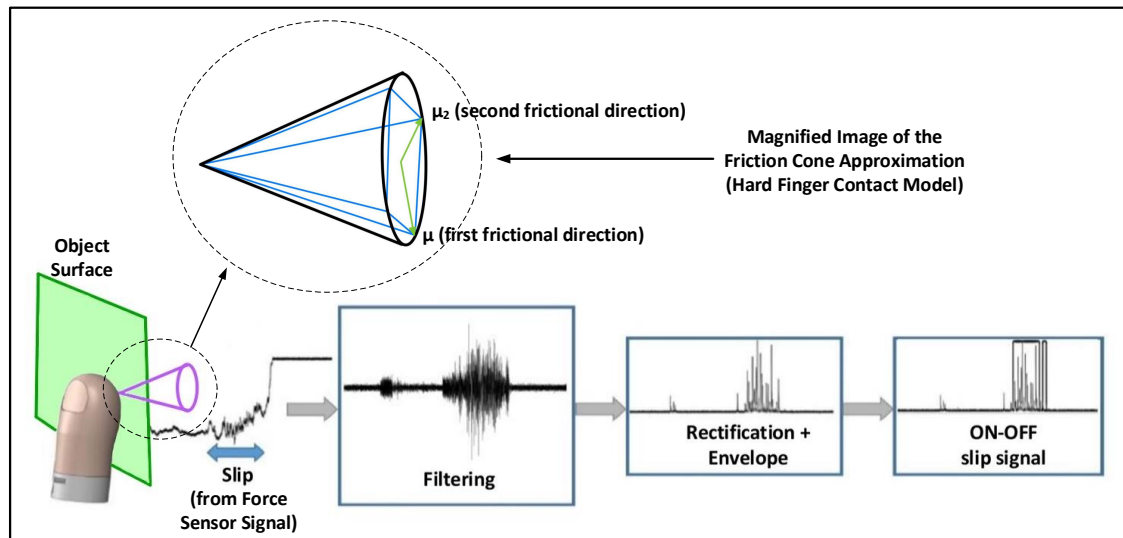 μ₂ (second frictional direction)
Magnified Image of the
Friction Cone Approximation
(Hard Finger Contact Model)
μ (first frictional direction)
Object
Surface
Slip
(from Force
Sensor Signal)
Filtering
Rectification +
Envelope
ON-OFF
slip signal